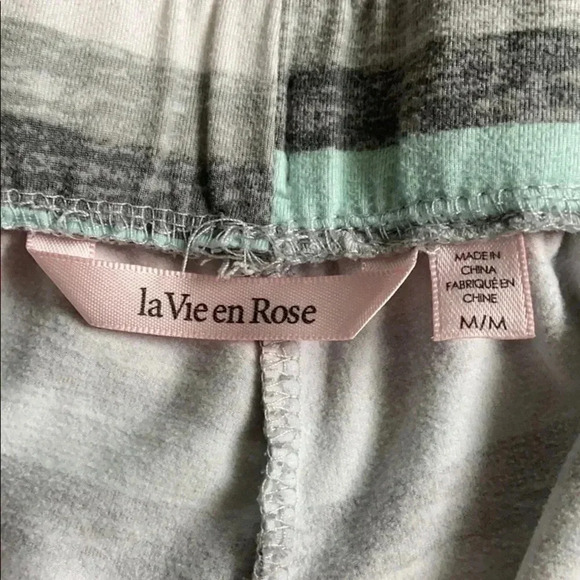 la Vie en Rose
MADE IN
CHINA
FABRIQUÉ EN
CHINE
M/M